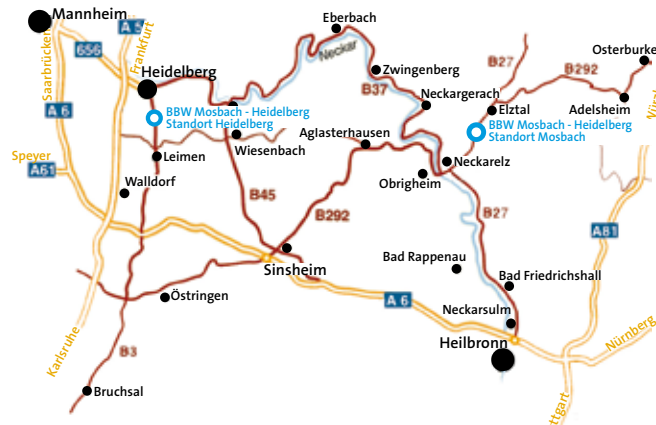 Mannheim
Eberbach
A 5
Saarbrücken
656
Frankfurt
Neckar
B27
Osterburke
Zwingenberg
B292
Heidelberg
B37
A 6
BBW Mosbach - Heidelberg
Standort Heidelberg
Neckargerach
Elztal
Adelsheim
BBW Mosbach - Heidelberg
Standort Mosbach
Aglasterhausen
Wiesenbach
Speyer
Leimen
A61
Neckarelz
Walldorf
Obrigheim
B45
B292
B27
A81
Bad Rappenau
Sinsheim
Bad Friedrichshall
Östringen
A 6
Neckarsulm
Karlsruhe
B3
Heilbronn
Nürnberg
Bruchsal
ttgart